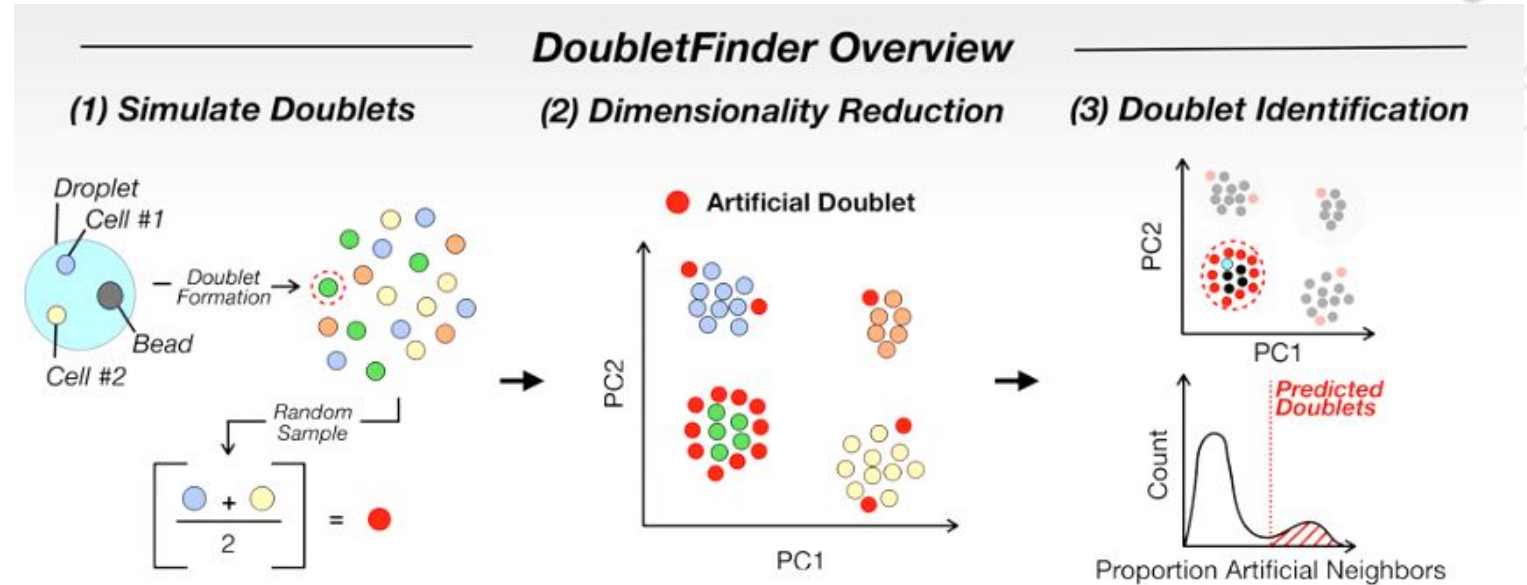 DoubletFinder Overview
(1) Simulate Doublets
(2) Dimensionality Reduction
(3) Doublet Identification
Droplet
Cell #1
Doublet
Formation
Bead
Cell #2
Random
Sample
+
2
=
Artificial Doublet
PC2
PC1
PC2
PC1
Predicted
Doublets
Count
Proportion Artificial Neighbors